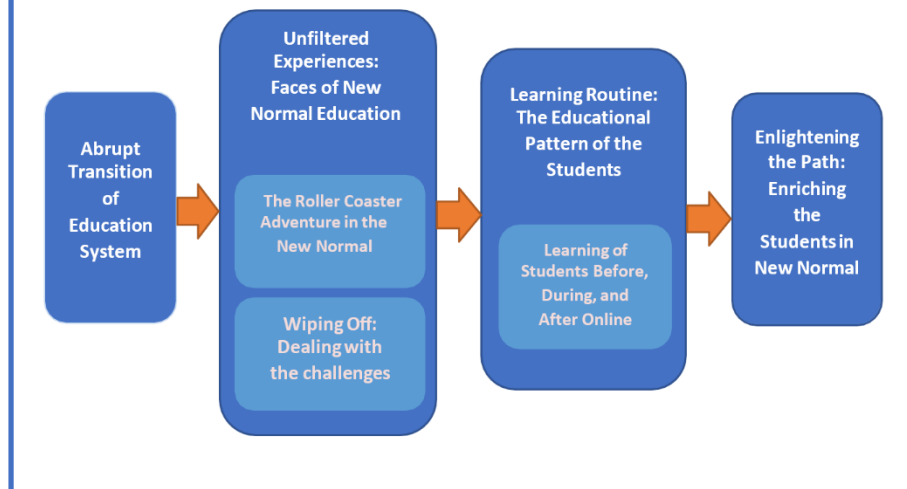 Abrupt
Transition
of
Education
System
Unfiltered
Experiences:
Faces of New
Normal Education
The Roller Coaster
Adventure in the
New Normal
Wiping Off:
Dealing with
the challenges
Learning Routine:
The Educational
Pattern of the
Students
Learning of
Students Before,
During, and
After Online
Enlightening
the Path:
Enriching
the
Students in
New Normal